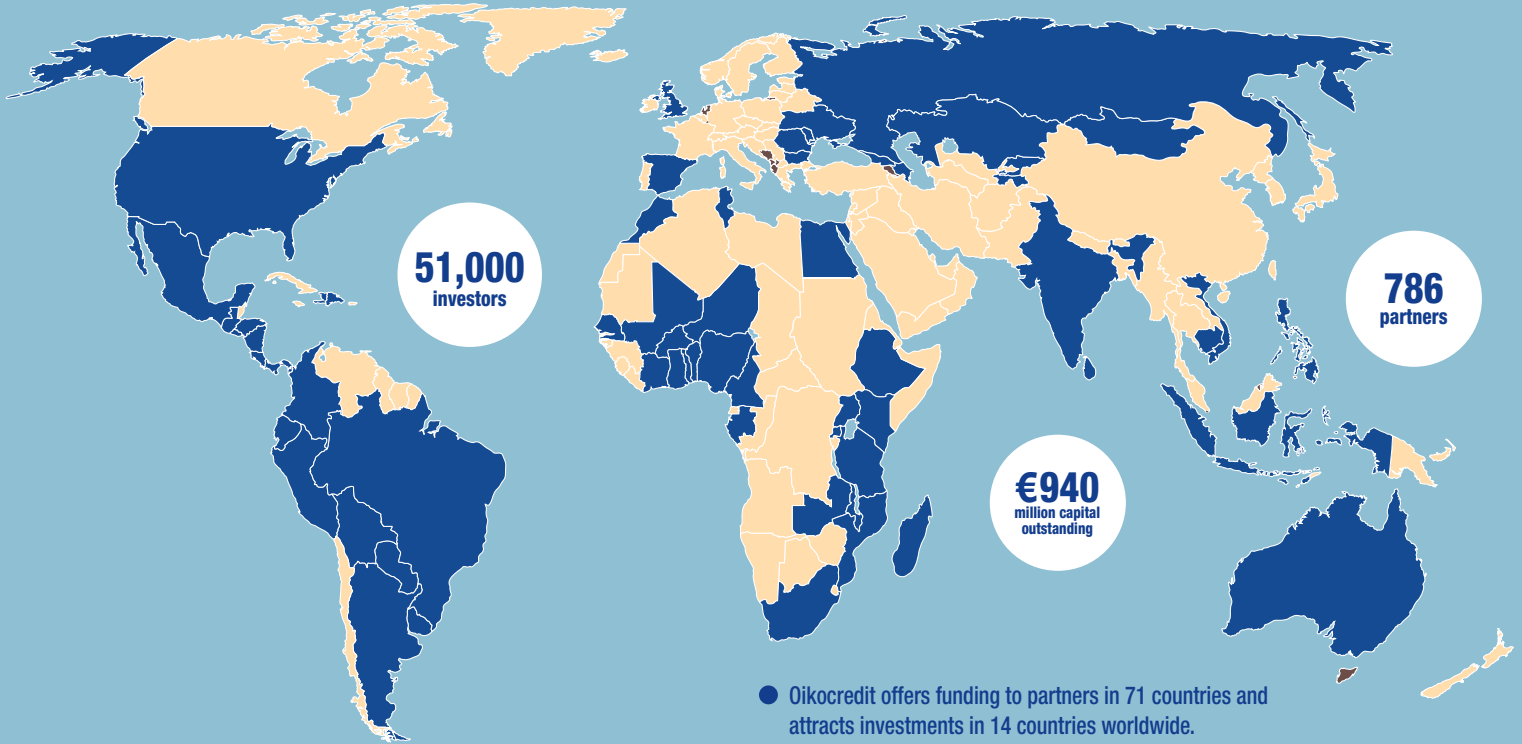 51,000
investors
786
partners
€940
million capital
outstanding
Oikocredit offers funding to partners in 71 countries and
attracts investments in 14 countries worldwide.